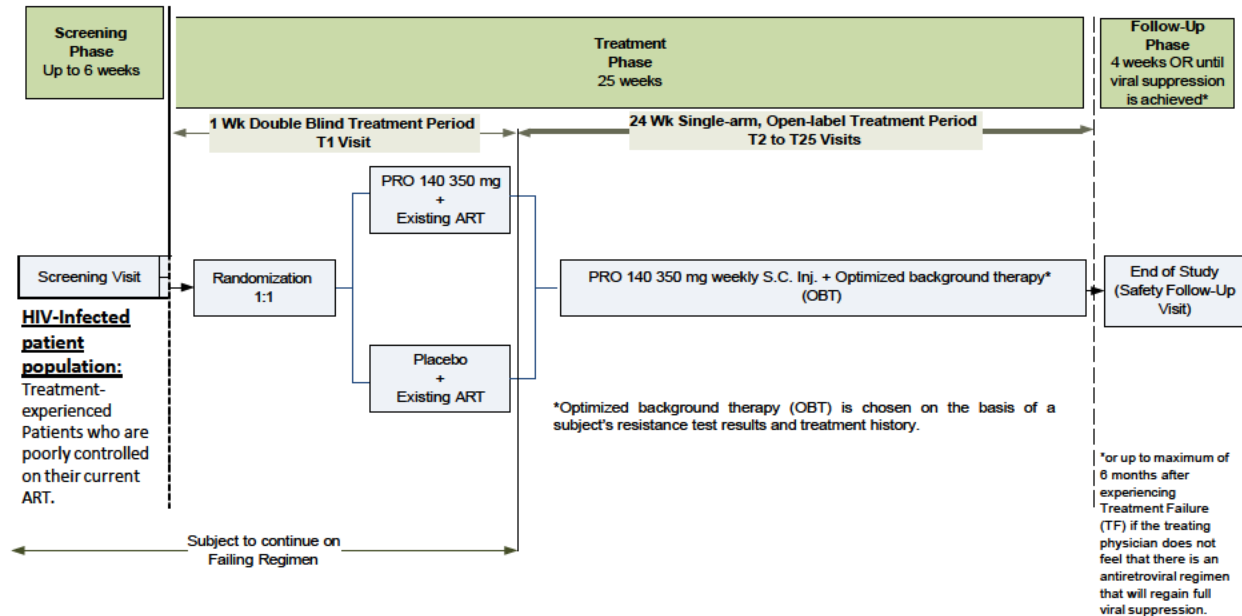 Screening
Phase
Up to 6 weeks
Treatment
Phase
25 weeks
Follow-Up
Phase
4 weeks OR until
viral suppression
is achieved*
1 Wk Double Blind Treatment Period
T1 Visit
24 Wk Single-arm, Open-label Treatment Period
T2 to T25 Visits
PRO 140 350 mg
+
Existing ART
Screening Visit
Randomization
1:1
PRO 140 350 mg weekly S.C. Inj. + Optimized background therapy*
(OBT)
End of Study
(Safety Follow-Up
Visit)
HIV-Infected
patient
population:
Treatment-
experienced
Patients who are
poorly controlled
on their current
ART.
Placebo
+
Existing ART
*Optimized background therapy (OBT) is chosen on the basis of a
subject's resistance test results and treatment history.
*or up to maximum of
6 months after
experiencing
Treatment Failure
(TF) if the treating
physician does not
feel that there is an
antiretroviral regimen
that will regain full
viral suppression.
Subject to continue on
Failing Regimen